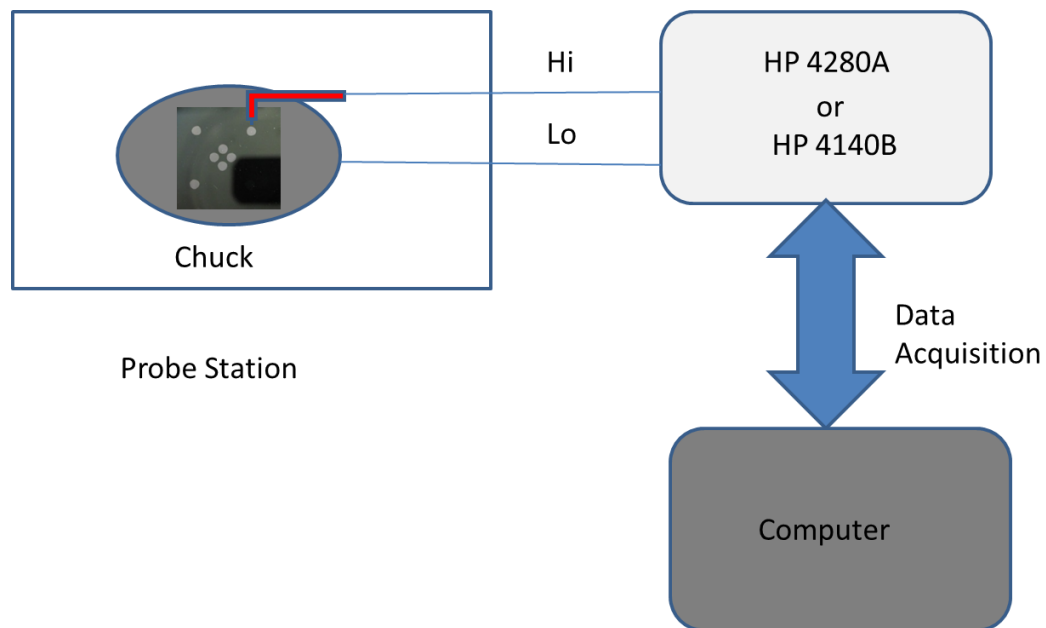 Hi
HP 4280A
or
Lo
HP 4140B
Chuck
Data
Acquisition
Probe Station
Computer